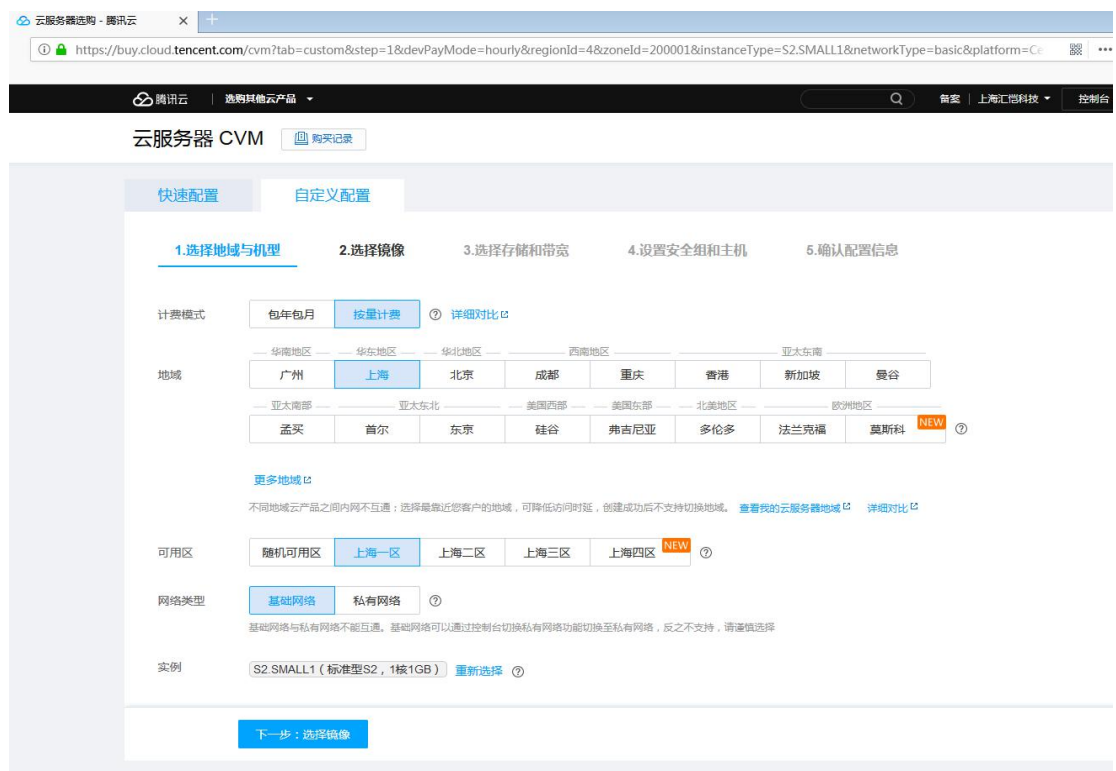 云服务器选购 - 腾讯云
https://buy.cloud.tencent.com/cvm?tab=custom&step=1&devPayMode=hourly&regionId=4&zoneId=200001&instanceType=S2.SMALL1&networkType=basic&platform=Ce
腾讯云 选购其他云产品 备案 上海汇恺科技 控制台
云服务器 CVM 购买记录
快速配置 自定义配置
1.选择地域与机型 2.选择镜像 3.选择存储和带宽 4.设置安全组和主机 5.确认配置信息
计费模式 包年包月 按量计费 详细对比
华南地区 华东地区 华北地区 西南地区 亚太东南
地域 广州 上海 北京 成都 重庆 香港 新加坡 曼谷
亚太南部 亚太东北 美国西部 美国东部 北美地区 欧洲地区
孟买 首尔 东京 硅谷 弗吉尼亚 多伦多 法兰克福 莫斯科 NEW
更多地域
不同地域云产品之间内网不互通；选择最靠近您客户的地域，可降低访问时延，创建成功后不支持切换地域。 查看我的云服务器地域 详细对比
可用区 随机可用区 上海一区 上海二区 上海三区 上海四区 NEW
网络类型 基础网络 私有网络
基础网络与私有网络不能互通。基础网络可以通过控制台切换私有网络功能切换至私有网络，反之不支持，请谨慎选择
实例 S2.SMALL1（标准型S2，1核1GB） 重新选择
下一步：选择镜像